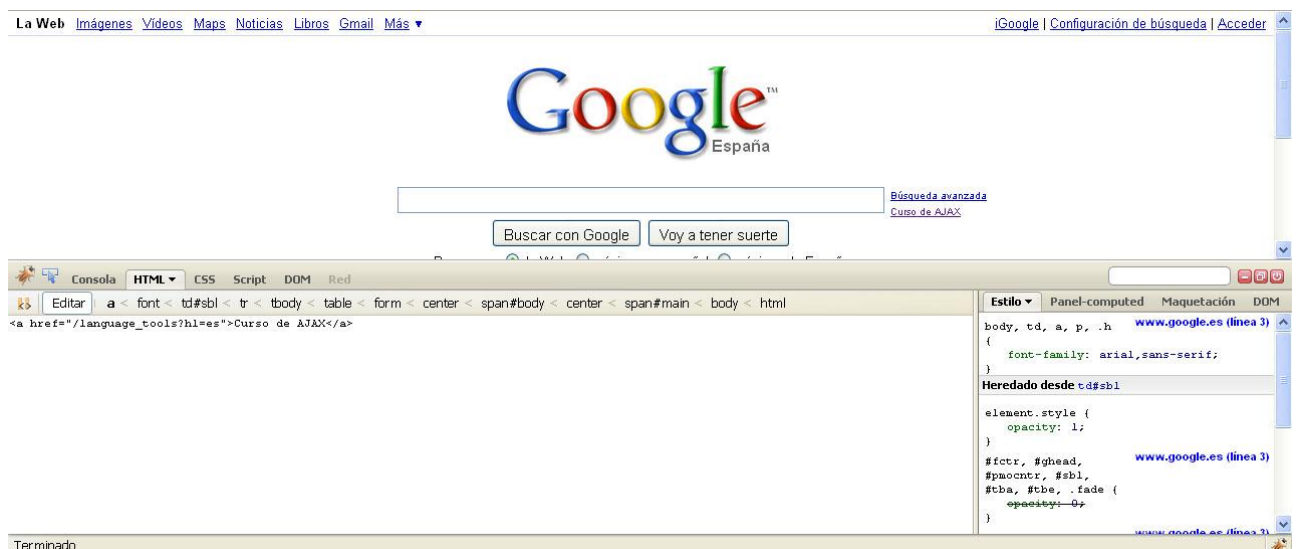 La Web Imágenes Vídeos Maps Noticias Libros Gmail Más ▼ iGoogle | Configuración de búsqueda | Acceder
Google™
España
Búsqueda avanzada
Curso de AJAX
Buscar con Google Voy a tener suerte
Consola HTML ▼ CSS Script DOM Red
Editar a < font < td#sbl < tr < tbody < table < form < center < span#body < center < span#main < body < html
Estilo ▼ Panel-computed Maquetación DOM
<a href="/language_tools?hl=es">Curso de AJAX</a>
body, td, a, p, .h www.google.es (línea 3)
{
font-family: arial,sans-serif;
}
Heredado desde td#sbl
element.style {
opacity: 1;
}
#fctr, #ghead, www.google.es (línea 3)
#pmocntr, #sbl,
#tba, #tbe, .fade {
opacity: 0;
}
www.google.es (línea 3)
Terminado